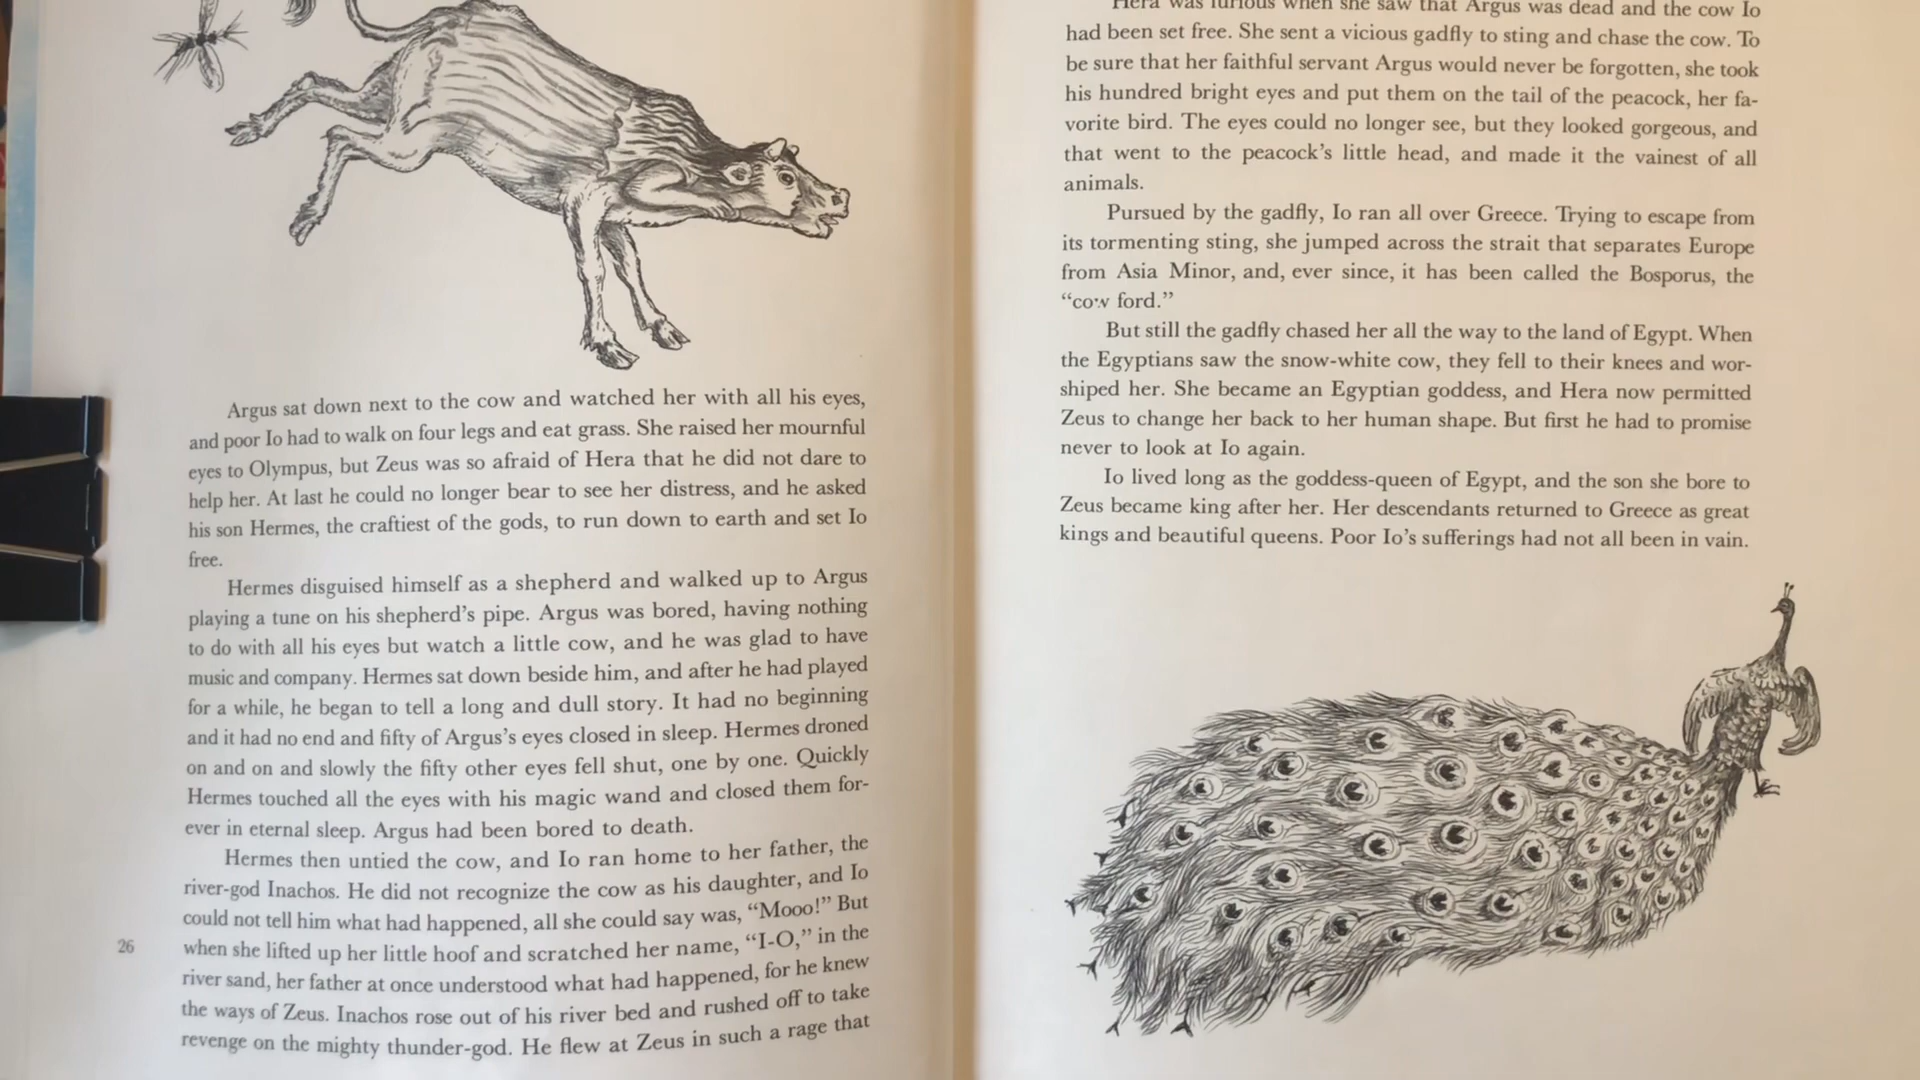 Argus sat down next to the cow and watched her with all his eyes,
and poor Io had to walk on four legs and eat grass. She raised her mournful
eyes to Olympus, but Zeus was so afraid of Hera that he did not dare to
help her. At last he could no longer bear to see her distress, and he asked
his son Hermes, the craftiest of the gods, to run down to earth and set Io
free.
Hermes disguised himself as a shepherd and walked up to Argus
playing a tune on his shepherd's pipe. Argus was bored, having nothing
to do with all his eyes but watch a little cow, and he was glad to have
music and company. Hermes sat down beside him, and after he had played
for a while, he began to tell a long and dull story. It had no beginning
and it had no end and fifty of Argus's eyes closed in sleep. Hermes droned
on and on and slowly the fifty other eyes fell shut, one by one. Quickly
Hermes touched all the eyes with his magic wand and closed them for-
ever in eternal sleep. Argus had been bored to death.
Hermes then untied the cow, and Io ran home to her father, the
river-god Inachos. He did not recognize the cow as his daughter, and Io
could not tell him what had happened, all she could say was, “Mooo!” But
when she lifted up her little hoof and scratched her name, “I-O,” in the
river sand, her father at once understood what had happened, for he knew
the ways of Zeus. Inachos rose out of his river bed and rushed off to take
revenge on the mighty thunder-god. He flew at Zeus in such a rage that
26
Hera was furious when she saw that Argus was dead and the cow Io
had been set free. She sent a vicious gadfly to sting and chase the cow. To
be sure that her faithful servant Argus would never be forgotten, she took
his hundred bright eyes and put them on the tail of the peacock, her fa-
vorite bird. The eyes could no longer see, but they looked gorgeous, and
that went to the peacock's little head, and made it the vainest of all
animals.
Pursued by the gadfly, Io ran all over Greece. Trying to escape from
its tormenting sting, she jumped across the strait that separates Europe
from Asia Minor, and, ever since, it has been called the Bosporus, the
“cow ford.”
But still the gadfly chased her all the way to the land of Egypt. When
the Egyptians saw the snow-white cow, they fell to their knees and wor-
shiped her. She became an Egyptian goddess, and Hera now permitted
Zeus to change her back to her human shape. But first he had to promise
never to look at Io again.
Io lived long as the goddess-queen of Egypt, and the son she bore to
Zeus became king after her. Her descendants returned to Greece as great
kings and beautiful queens. Poor Io's sufferings had not all been in vain.